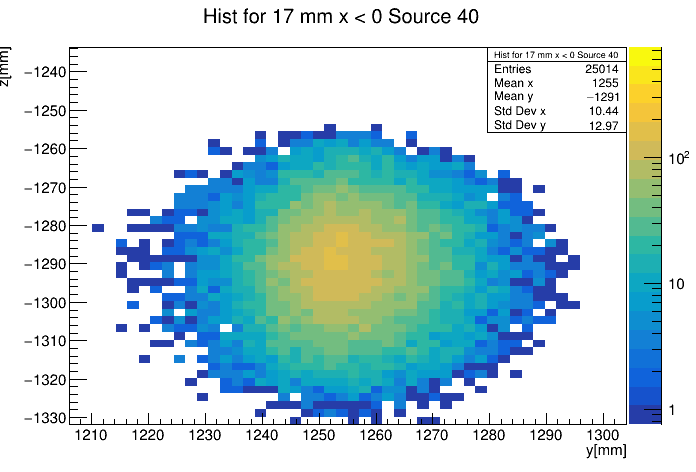 Hist for 17 mm x < 0 Source 40
z[mm]
Hist for 17 mm x < 0 Source 40
Entries 25014
Mean x 1255
Mean y −1291
Std Dev x 10.44
Std Dev y 12.97
−1240
−1250
−1260
−1270
−1280
−1290
−1300
−1310
−1320
−1330
1210 1220 1230 1240 1250 1260 1270 1280 1290 1300
y[mm]
10²
10
1